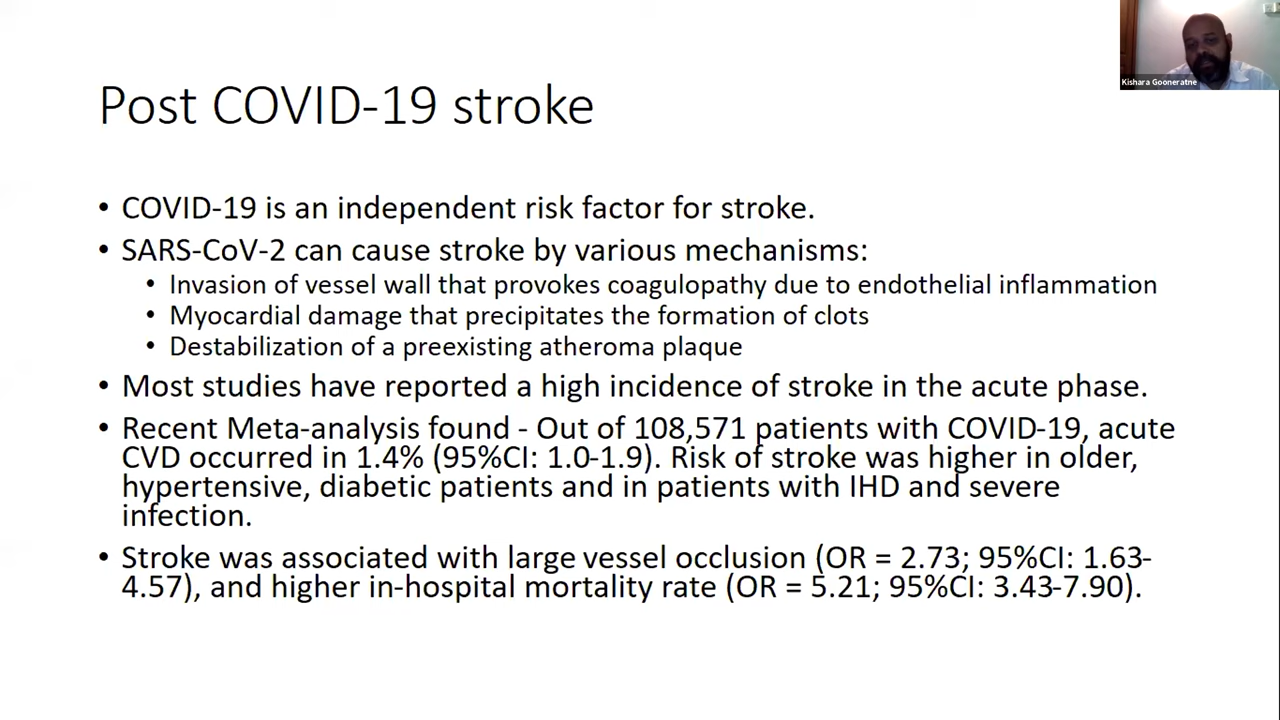 Kishara Gooneratne
Post COVID-19 stroke
• COVID-19 is an independent risk factor for stroke.
• SARS-CoV-2 can cause stroke by various mechanisms:
• Invasion of vessel wall that provokes coagulopathy due to endothelial inflammation
• Myocardial damage that precipitates the formation of clots
• Destabilization of a preexisting atheroma plaque
• Most studies have reported a high incidence of stroke in the acute phase.
• Recent Meta-analysis found - Out of 108,571 patients with COVID-19, acute
CVD occurred in 1.4% (95%CI: 1.0-1.9). Risk of stroke was higher in older,
hypertensive, diabetic patients and in patients with IHD and severe
infection.
• Stroke was associated with large vessel occlusion (OR = 2.73; 95%CI: 1.63-
4.57), and higher in-hospital mortality rate (OR = 5.21; 95%CI: 3.43-7.90).